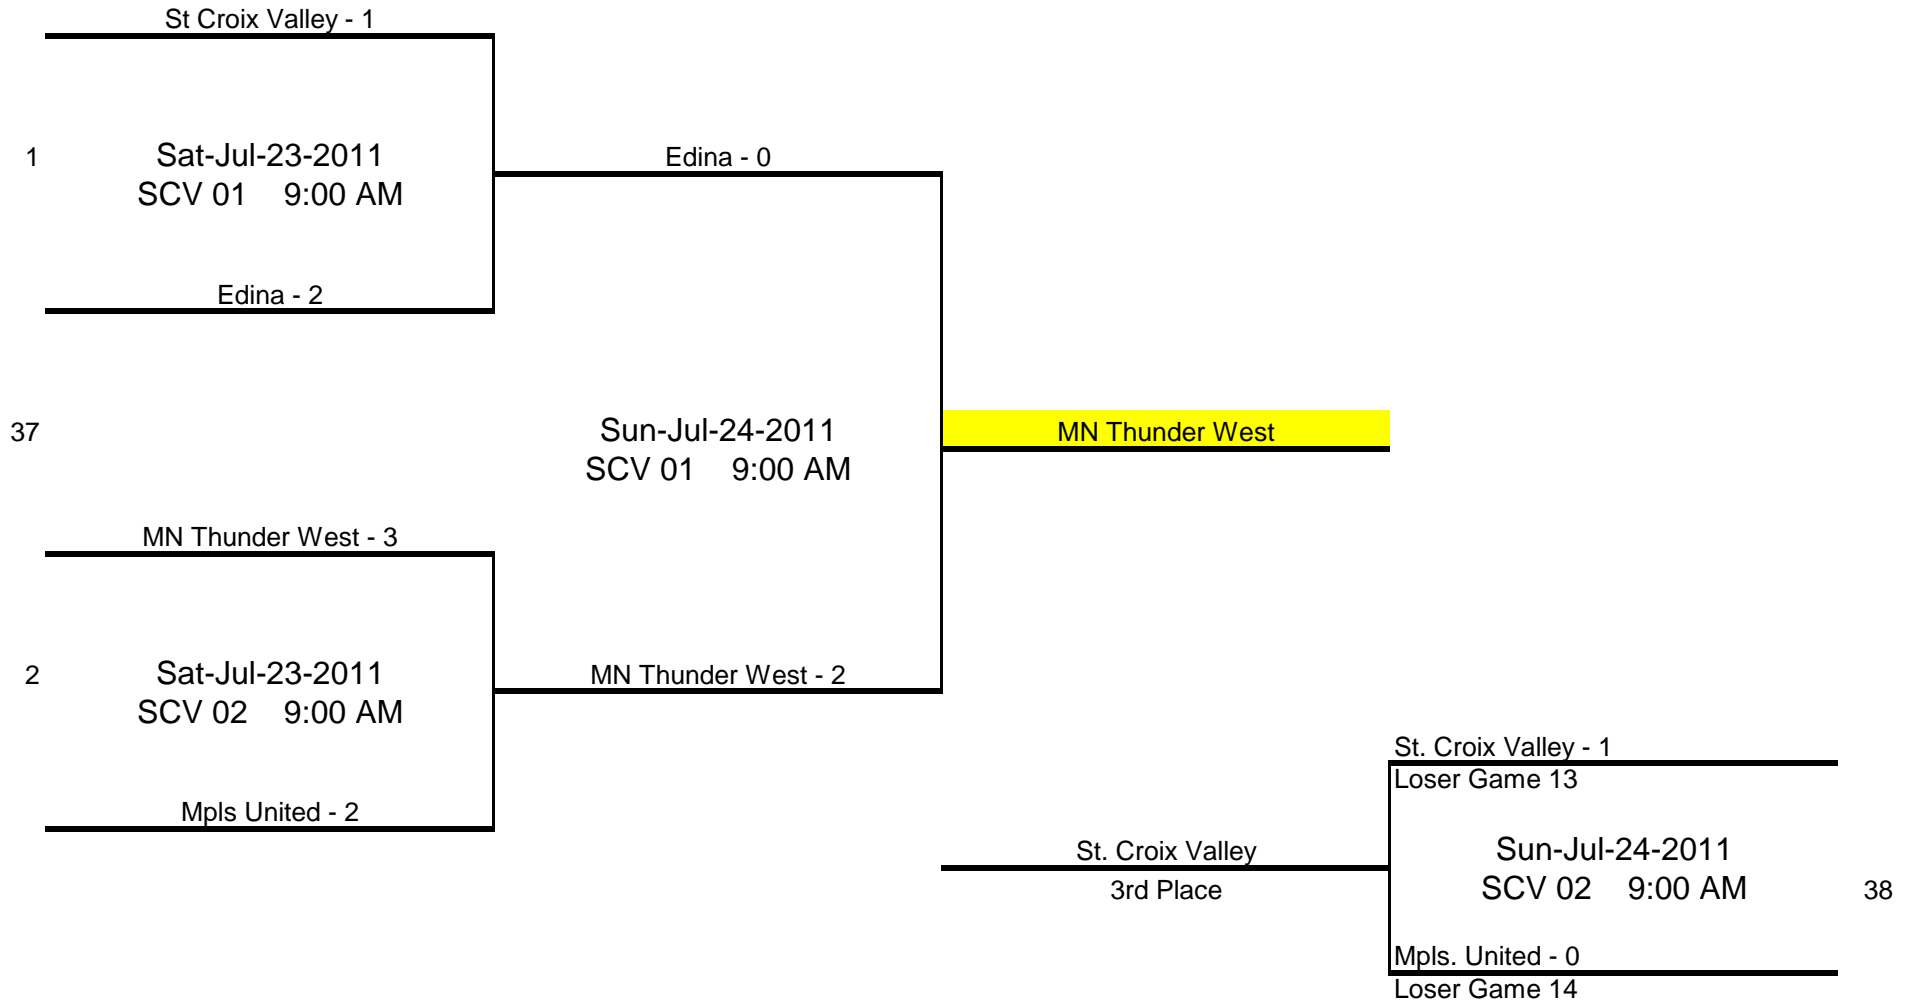 St Croix Valley - 1
1
Sat-Jul-23-2011
SCV 01 9:00 AM
Edina - 0
Edina - 2
37
Sun-Jul-24-2011
SCV 01 9:00 AM
MN Thunder West
MN Thunder West - 3
2
Sat-Jul-23-2011
SCV 02 9:00 AM
MN Thunder West - 2
Mpls United - 2
St. Croix Valley - 1
Loser Game 13
St. Croix Valley
3rd Place
Sun-Jul-24-2011
SCV 02 9:00 AM
38
Mpls. United - 0
Loser Game 14